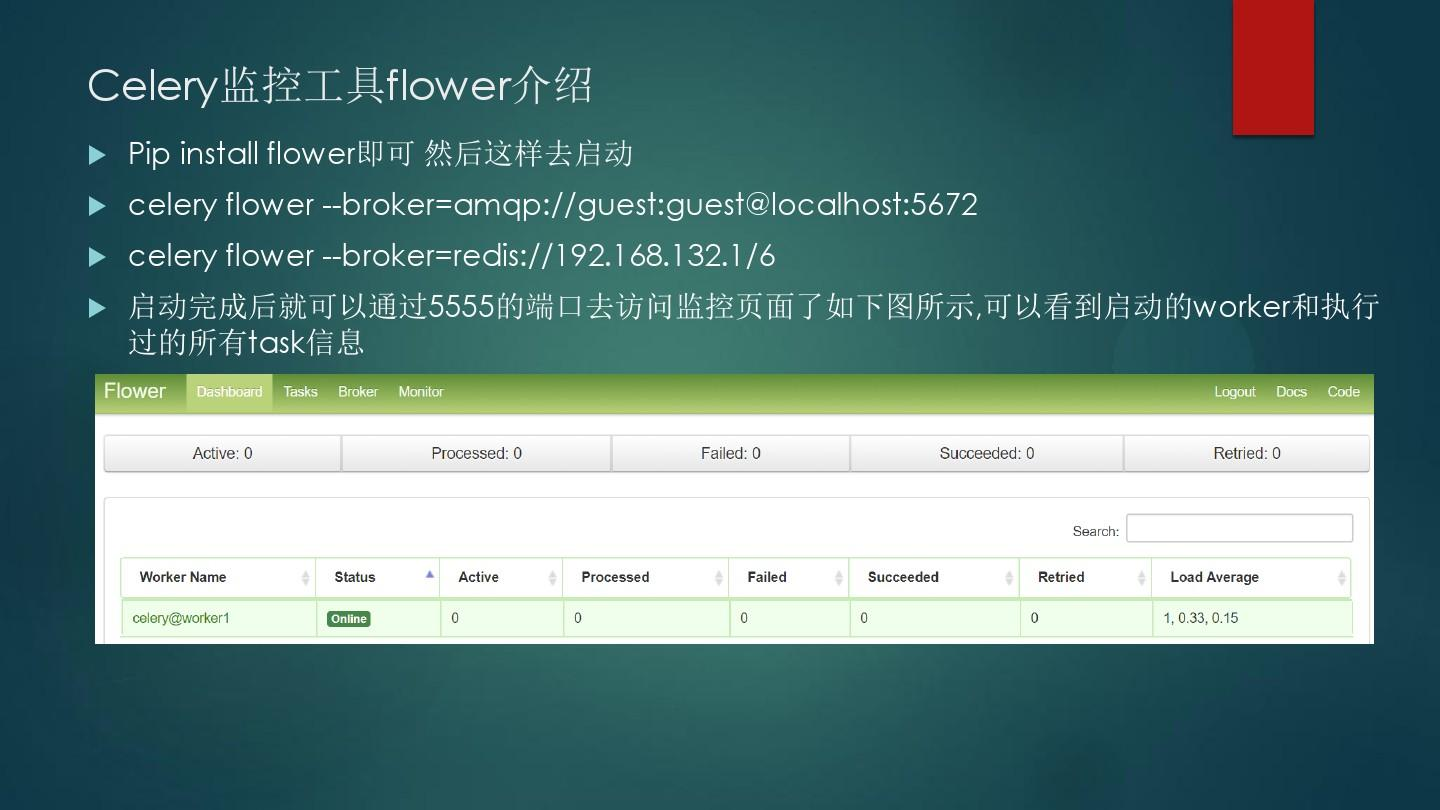 Celery监控工具flower介绍
Pip install flower即可 然后这样去启动
celery flower --broker=amqp://guest:guest@localhost:5672
celery flower --broker=redis://192.168.132.1/6
启动完成后就可以通过5555的端口去访问监控页面了如下图所示,可以看到启动的worker和执行
过的所有task信息
Flower Dashboard Tasks Broker Monitor Logout Docs Code
Active: 0 Processed: 0 Failed: 0 Succeeded: 0 Retried: 0
Search:
Worker Name Status Active Processed Failed Succeeded Retried Load Average
celery@worker1 Online 0 0 0 0 0 1, 0.33, 0.15